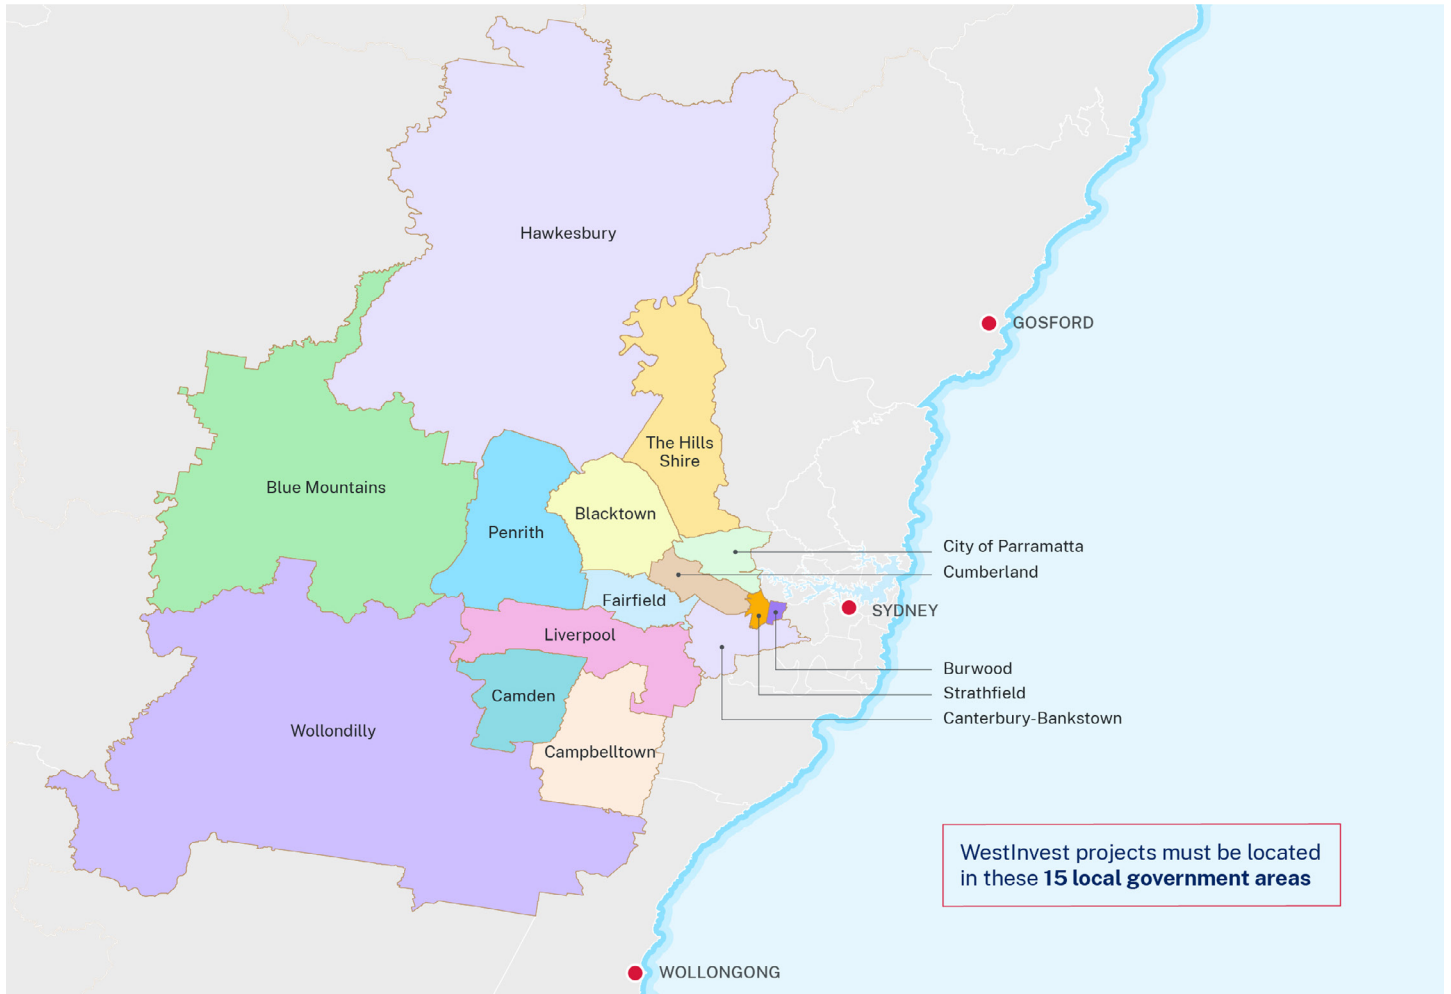 Hawkesbury
GOSFORD
The Hills
Shire
Blue Mountains
Blacktown
Penrith
City of Parramatta
Cumberland
Fairfield
SYDNEY
Liverpool
Burwood
Strathfield
Camden
Canterbury-Bankstown
Wollondilly
Campbelltown
WestInvest projects must be located
in these 15 local government areas
WOLLONGONG